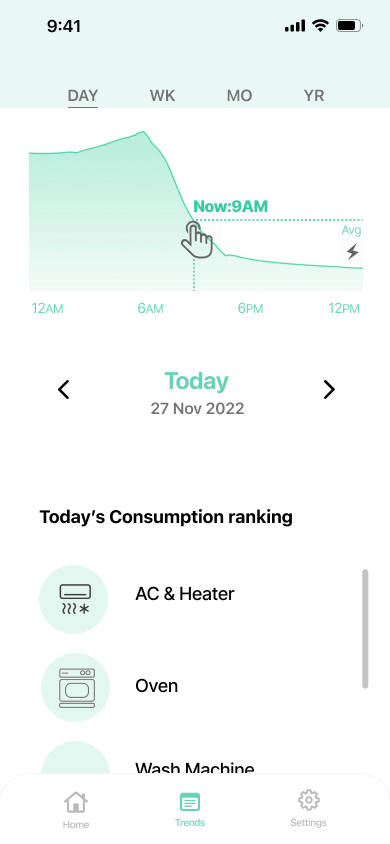 9:41
DAY WK MO YR
Now:9AM
Avg
12AM 6AM 6PM 12PM
Today
27 Nov 2022
Today’s Consumption ranking
AC & Heater
Oven
Wash Machine
Home Trends Settings